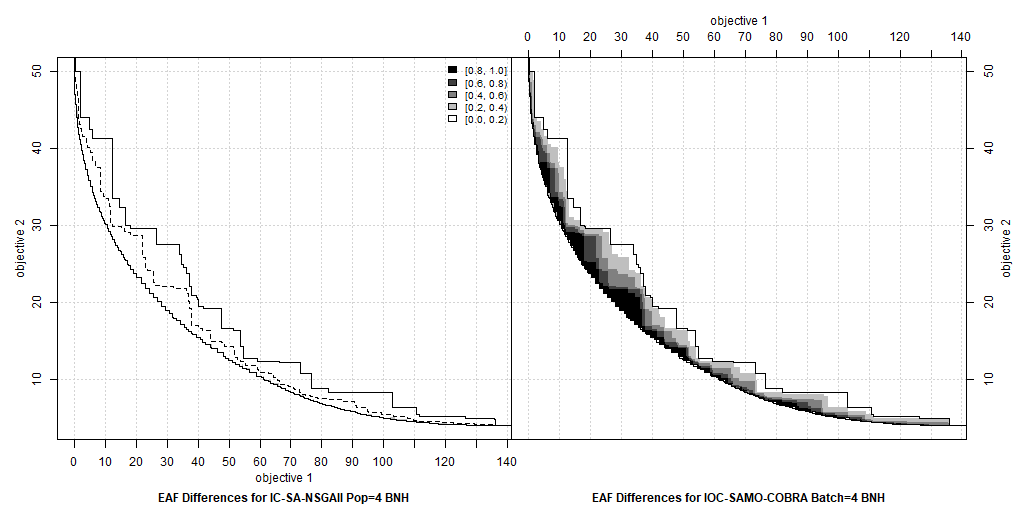 objective 1
0 10 20 30 40 50 60 70 80 100 120 140
[0.8, 1.0]
[0.6, 0.8)
[0.4, 0.6)
[0.2, 0.4)
[0.0, 0.2)
50
40
30
20
10
objective 2
50
40
30
20
10
objective 2
0 10 20 30 40 50 60 70 80 100 120 140
objective 1
EAF Differences for IC-SA-NSGAII Pop=4 BNH
EAF Differences for IOC-SAMO-COBRA Batch=4 BNH